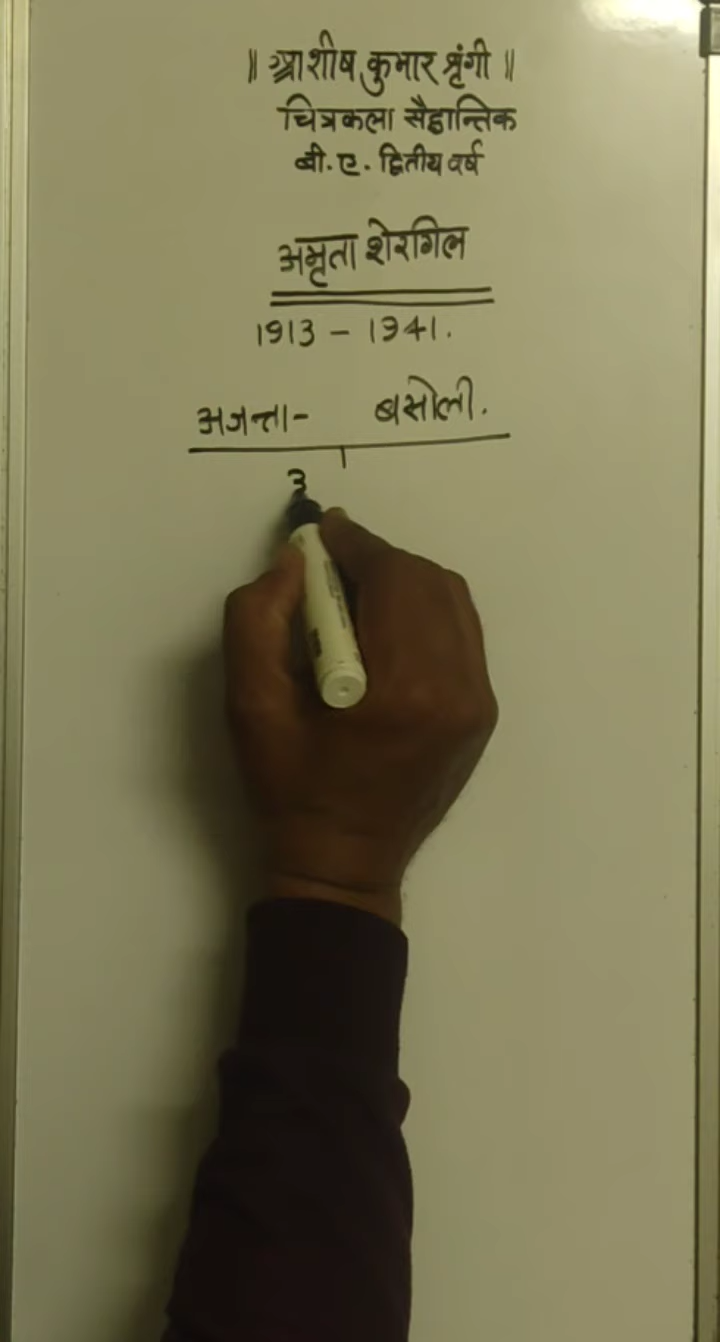 ॥ आशीष कुमार श्रृंगी ॥
चित्रकला सैद्धान्तिक
बी. ए. द्वितीय वर्ष
अमृता शेरगिल
1913 - 1941.
अजन्ता- बसोली.